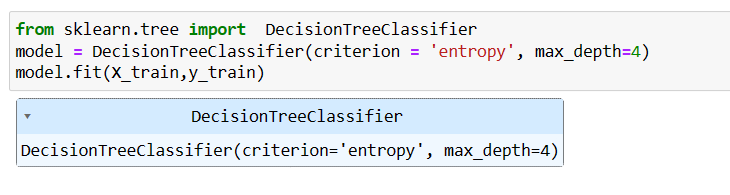 from sklearn.tree import  DecisionTreeClassifier
model = DecisionTreeClassifier(criterion = 'entropy', max_depth=4)
model.fit(X_train,y_train)
DecisionTreeClassifier
DecisionTreeClassifier(criterion='entropy', max_depth=4)